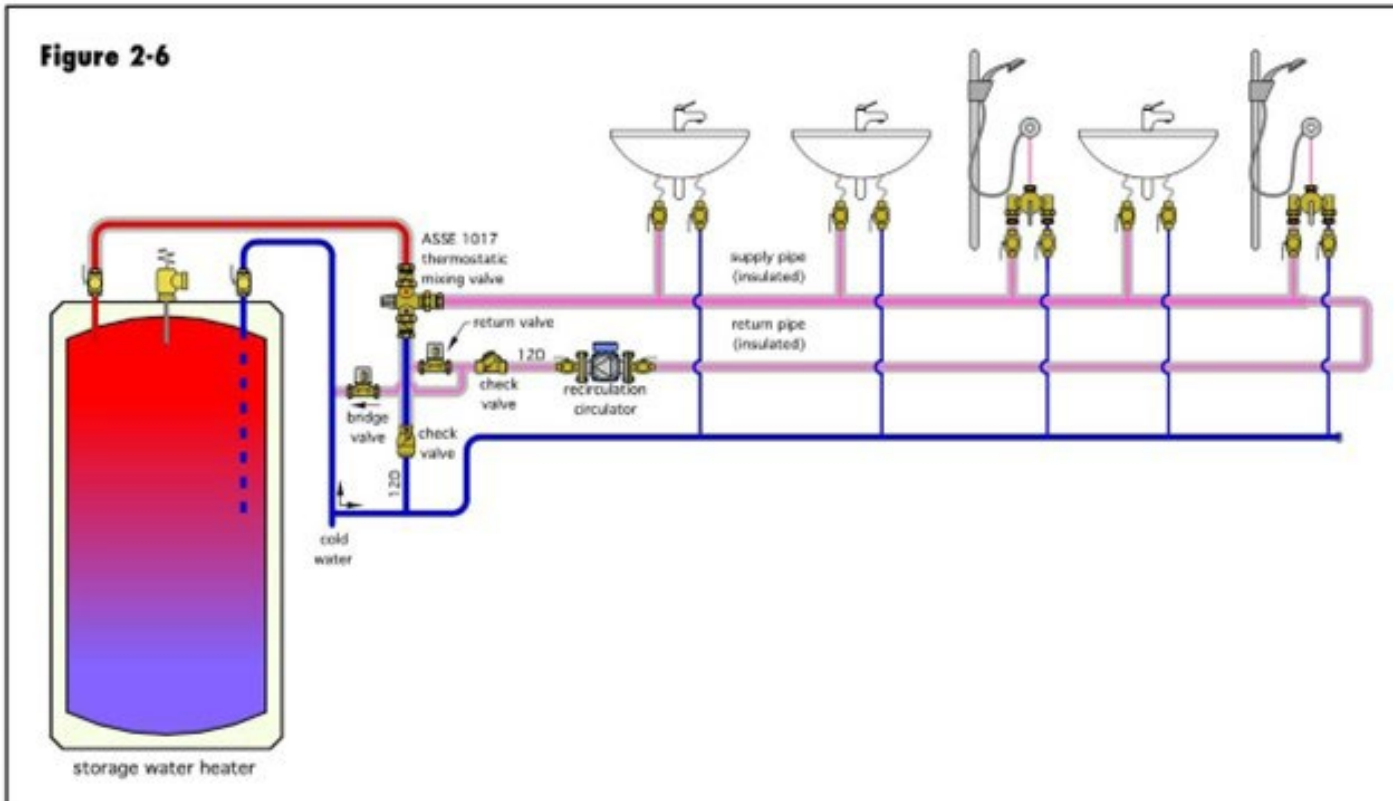 Figure 2-6
ASSE 1017
thermostatic
mixing valve
supply pipe
(insulated)
return valve
return pipe
(insulated)
12D
check
valve
recirculation
circulator
bridge
valve
check
valve
12D
cold
water
storage water heater